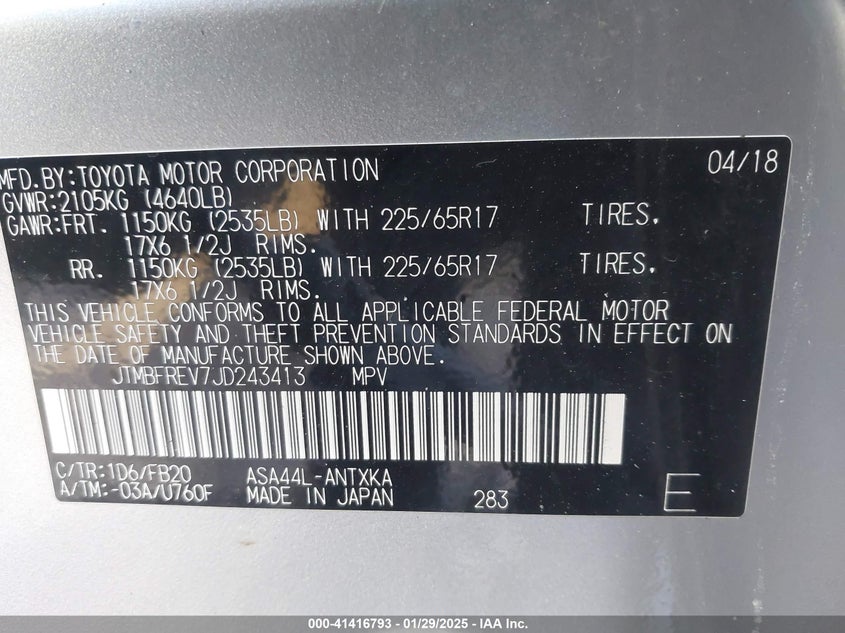 MFD.BY:TOYOTA MOTOR CORPORATION 04/18
GVWR:2105KG (4640LB)
GAWR:FRT. 1150KG (2535LB) WITH 225/65R17 TIRES.
17X6 1/2J RIMS.
RR. 1150KG (2535LB) WITH 225/65R17 TIRES.
17X6 1/2J RIMS.
THIS VEHICLE CONFORMS TO ALL APPLICABLE FEDERAL MOTOR
VEHICLE SAFETY AND THEFT PREVENTION STANDARDS IN EFFECT ON
THE DATE OF MANUFACTURE SHOWN ABOVE.
JTMBFREV7JD243413 MPV
C/TR:1D6/FB20 ASA44L-ANTXKA
A/TM:-03A/U760F MADE IN JAPAN 283 E
000-41416793 - 01/29/2025 - IAA Inc.